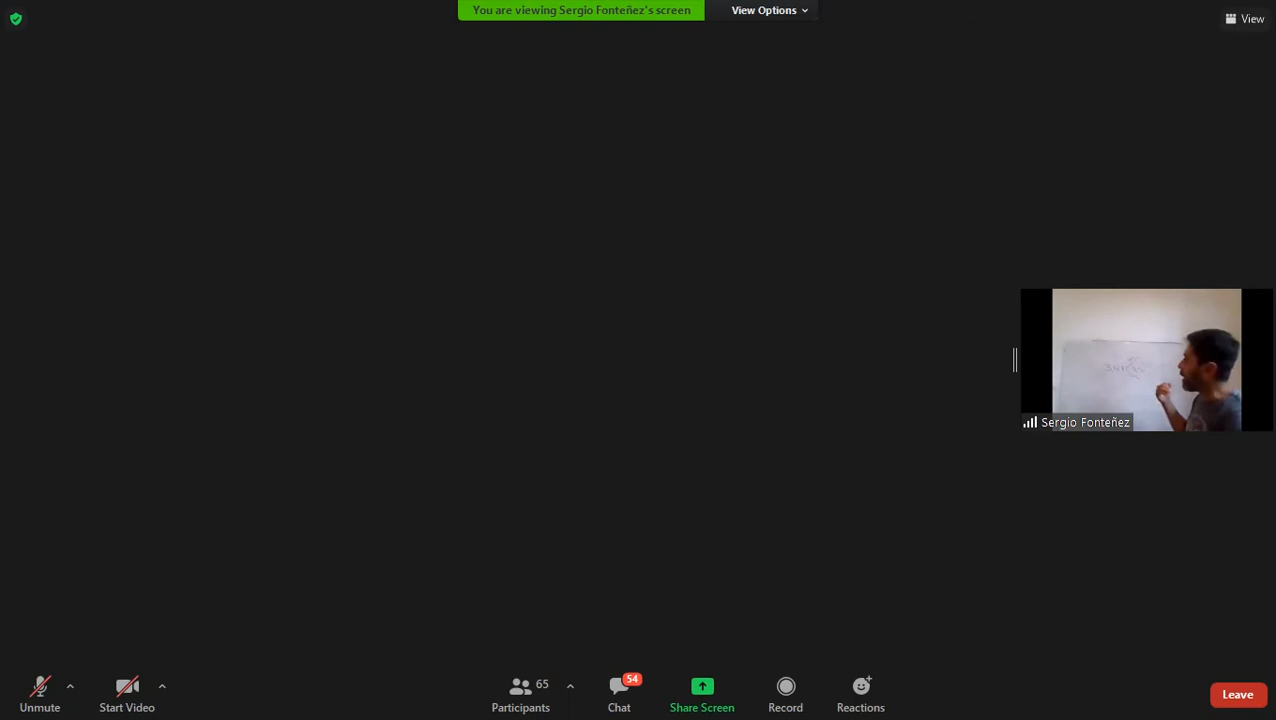 You are viewing Sergio Fonteñez's screen
View Options
View
Sergio Fonteñez
Unmute
Start Video
65
Participants
54
Chat
Share Screen
Record
Reactions
Leave